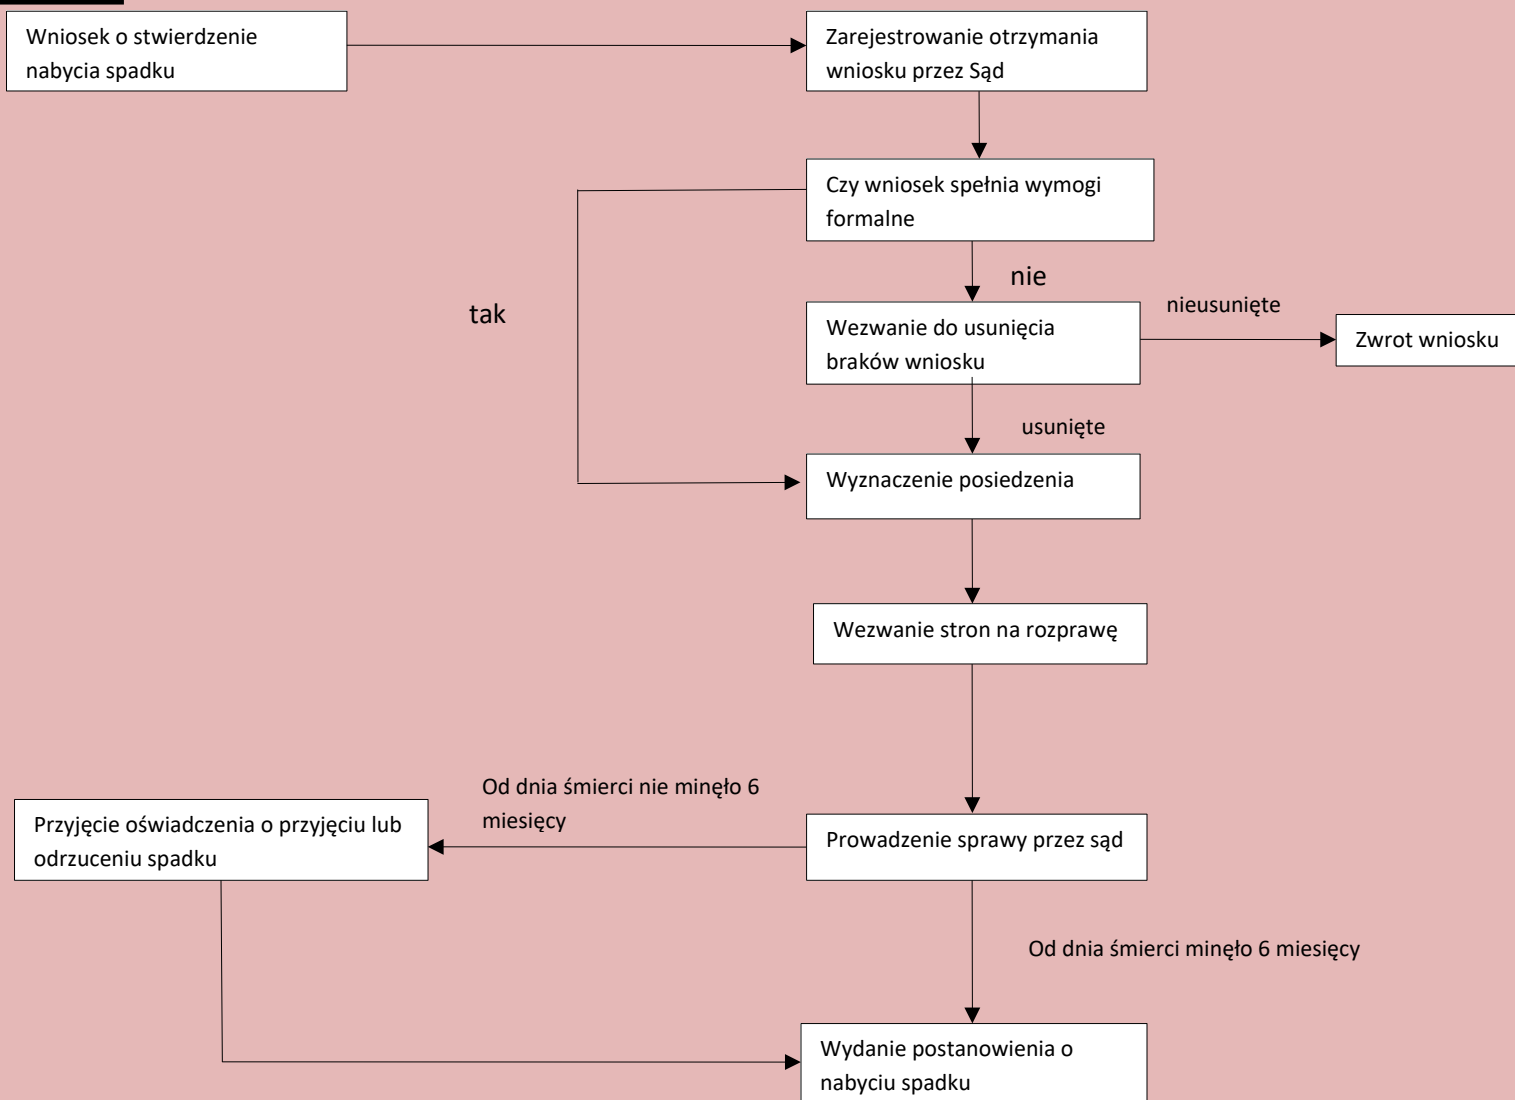 Wniosek o stwierdzenie
nabycia spadku
Zarejestrowanie otrzymania
wniosku przez Sąd
Czy wniosek spełnia wymogi
formalne
nie
tak
nieusunięte
Wezwanie do usunięcia
braków wniosku
Zwrot wniosku
usunięte
Wyznaczenie posiedzenia
Wezwanie stron na rozprawę
Od dnia śmierci nie minęło 6
miesięcy
Przyjęcie oświadczenia o przyjęciu lub
odrzuceniu spadku
Prowadzenie sprawy przez sąd
Od dnia śmierci minęło 6 miesięcy
Wydanie postanowienia o
nabyciu spadku